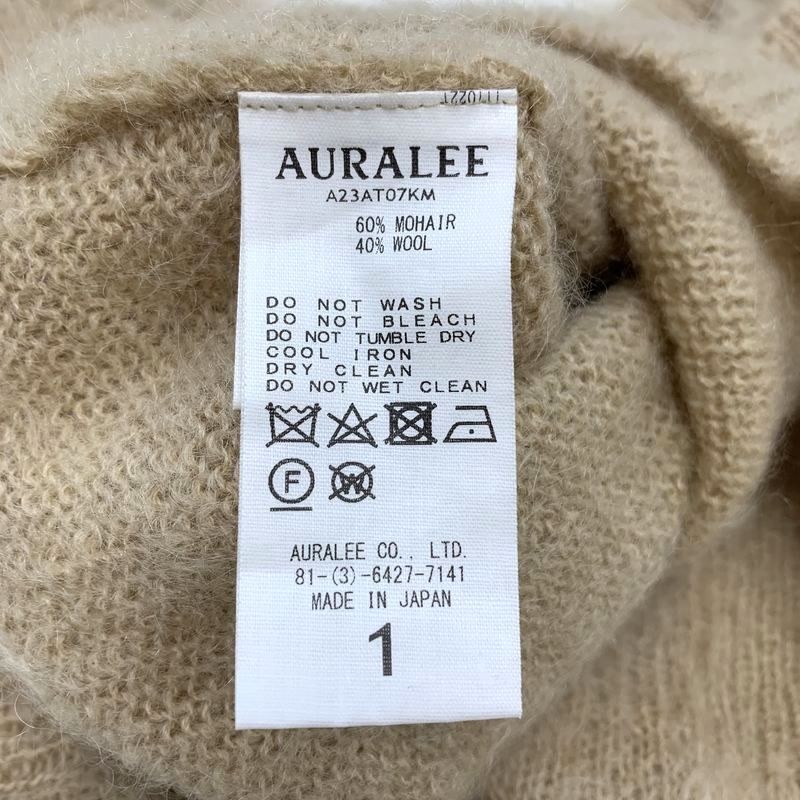 AURALEE
A23AT07KM
60% MOHAIR
40% WOOL
DO NOT WASH
DO NOT BLEACH
DO NOT TUMBLE DRY
COOL IRON
DRY CLEAN
DO NOT WET CLEAN
F
W
AURALEE CO., LTD.
81-(3)-6427-7141
MADE IN JAPAN
1